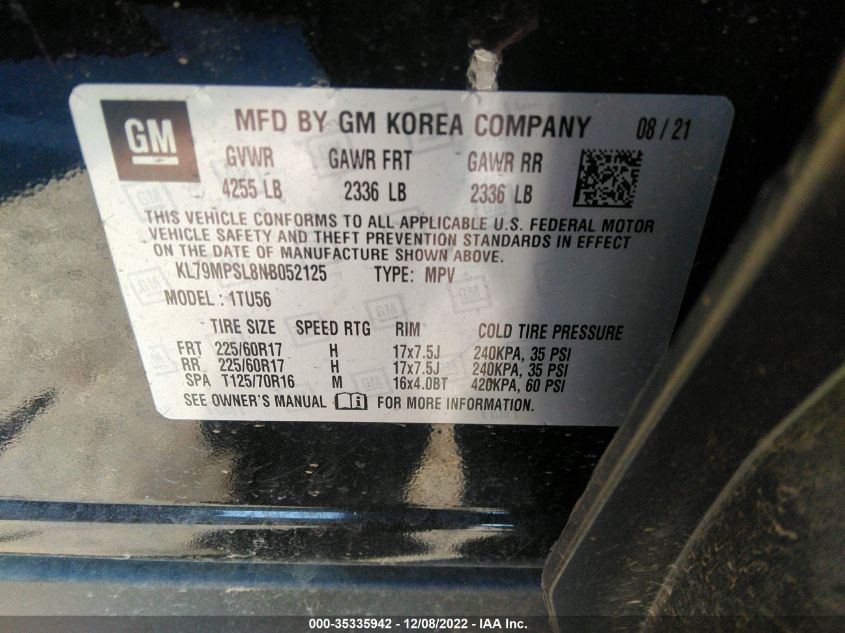 GM
MFD BY GM KOREA COMPANY 08 / 21
GVWR GAWR FRT GAWR RR
4255 LB 2336 LB 2336 LB
THIS VEHICLE CONFORMS TO ALL APPLICABLE U.S. FEDERAL MOTOR
VEHICLE SAFETY AND THEFT PREVENTION STANDARDS IN EFFECT
ON THE DATE OF MANUFACTURE SHOWN ABOVE.
KL79MPSL8NB052125 TYPE: MPV
MODEL : 1TU56
TIRE SIZE SPEED RTG RIM COLD TIRE PRESSURE
FRT 225/60R17 H 17x7.5J 240KPA, 35 PSI
RR 225/60R17 H 17x7.5J 240KPA, 35 PSI
SPA T125/70R16 M 16x4.0BT 420KPA, 60 PSI
SEE OWNER'S MANUAL FOR MORE INFORMATION.
000-35335942 - 12/08/2022 - IAA Inc.